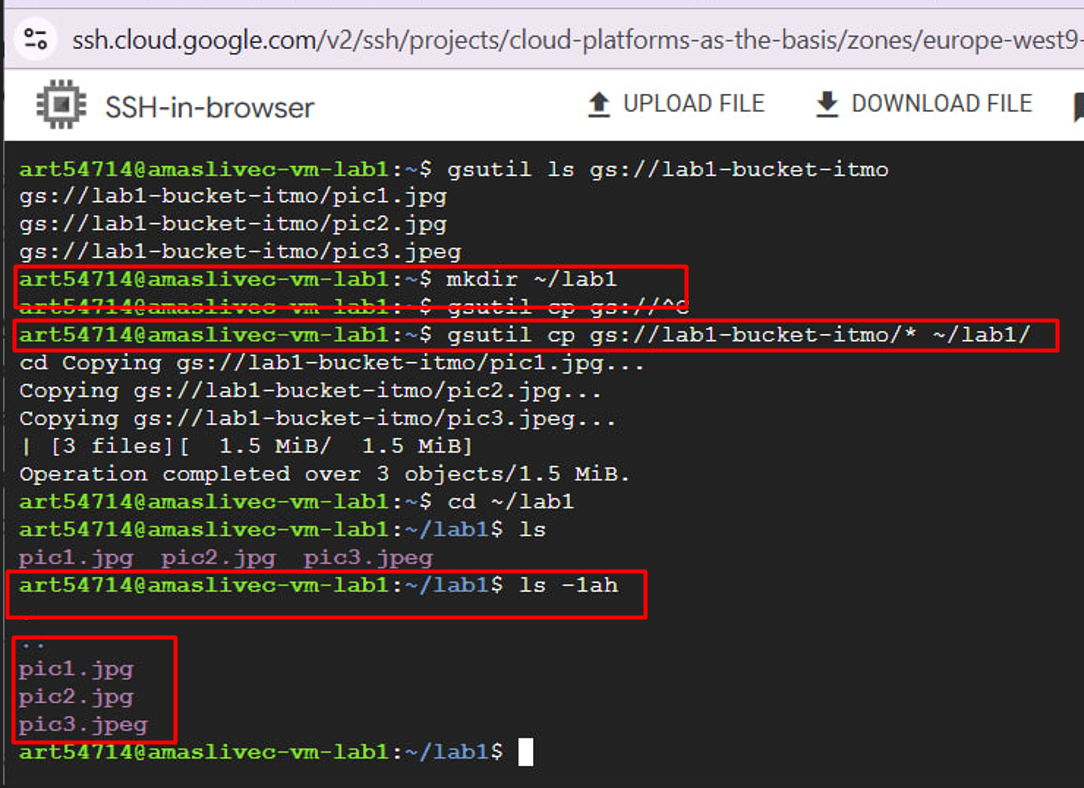 ssh.cloud.google.com/v2/ssh/projects/cloud-platforms-as-the-basis/zones/europe-west9-
SSH-in-browser
UPLOAD FILE
DOWNLOAD FILE
art54714@amaslivec-vm-lab1:~$ gsutil ls gs://lab1-bucket-itmo
gs://lab1-bucket-itmo/pic1.jpg
gs://lab1-bucket-itmo/pic2.jpg
gs://lab1-bucket-itmo/pic3.jpeg
art54714@amaslivec-vm-lab1:~$ mkdir ~/lab1
art54714@amaslivec-vm-lab1:~$ gsutil cp gs://^C
art54714@amaslivec-vm-lab1:~$ gsutil cp gs://lab1-bucket-itmo/* ~/lab1/
cd Copying gs://lab1-bucket-itmo/pic1.jpg...
Copying gs://lab1-bucket-itmo/pic2.jpg...
Copying gs://lab1-bucket-itmo/pic3.jpeg...
| [3 files][  1.5 MiB/  1.5 MiB]
Operation completed over 3 objects/1.5 MiB.
art54714@amaslivec-vm-lab1:~$ cd ~/lab1
art54714@amaslivec-vm-lab1:~/lab1$ ls
pic1.jpg  pic2.jpg  pic3.jpeg
art54714@amaslivec-vm-lab1:~/lab1$ ls -1ah
.
..
pic1.jpg
pic2.jpg
pic3.jpeg
art54714@amaslivec-vm-lab1:~/lab1$